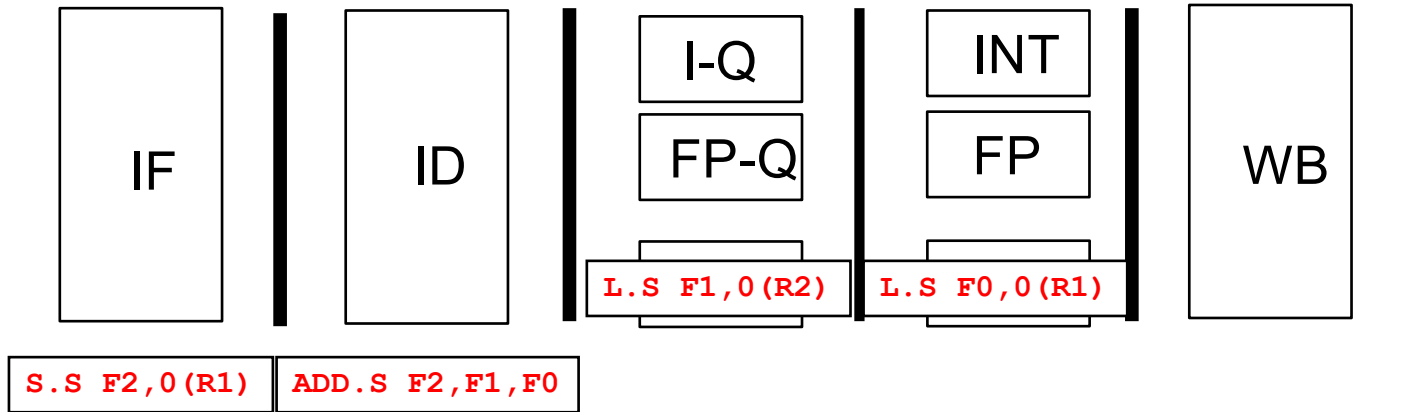 IF
ID
I-Q
FP-Q
INT
FP
WB
L.S F1,0(R2)
L.S F0,0(R1)
S.S F2,0(R1)
ADD.S F2,F1,F0